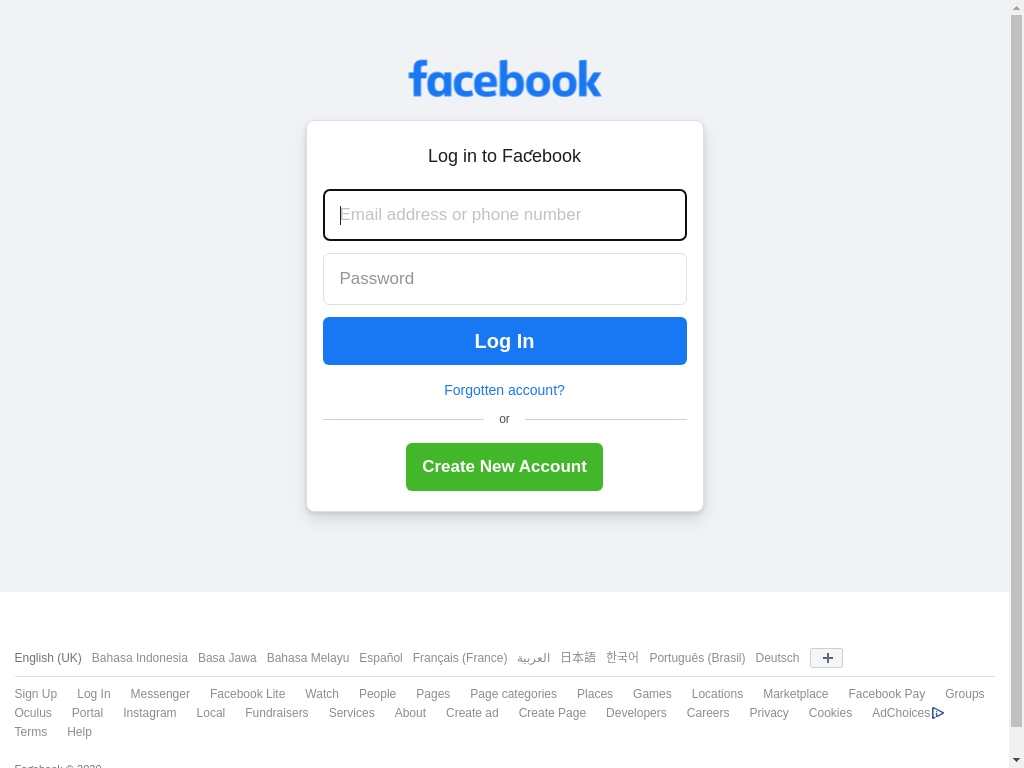 facebook
Log in to Faƈebook
Email address or phone number
Password
Log In
Forgotten account?
or
Create New Account
English (UK) Bahasa Indonesia Basa Jawa Bahasa Melayu Español Français (France) العربية 日本語 한국어 Português (Brasil) Deutsch
Sign Up Log In Messenger Facebook Lite Watch People Pages Page categories Places Games Locations Marketplace Facebook Pay Groups
Oculus Portal Instagram Local Fundraisers Services About Create ad Create Page Developers Careers Privacy Cookies AdChoices
Terms Help